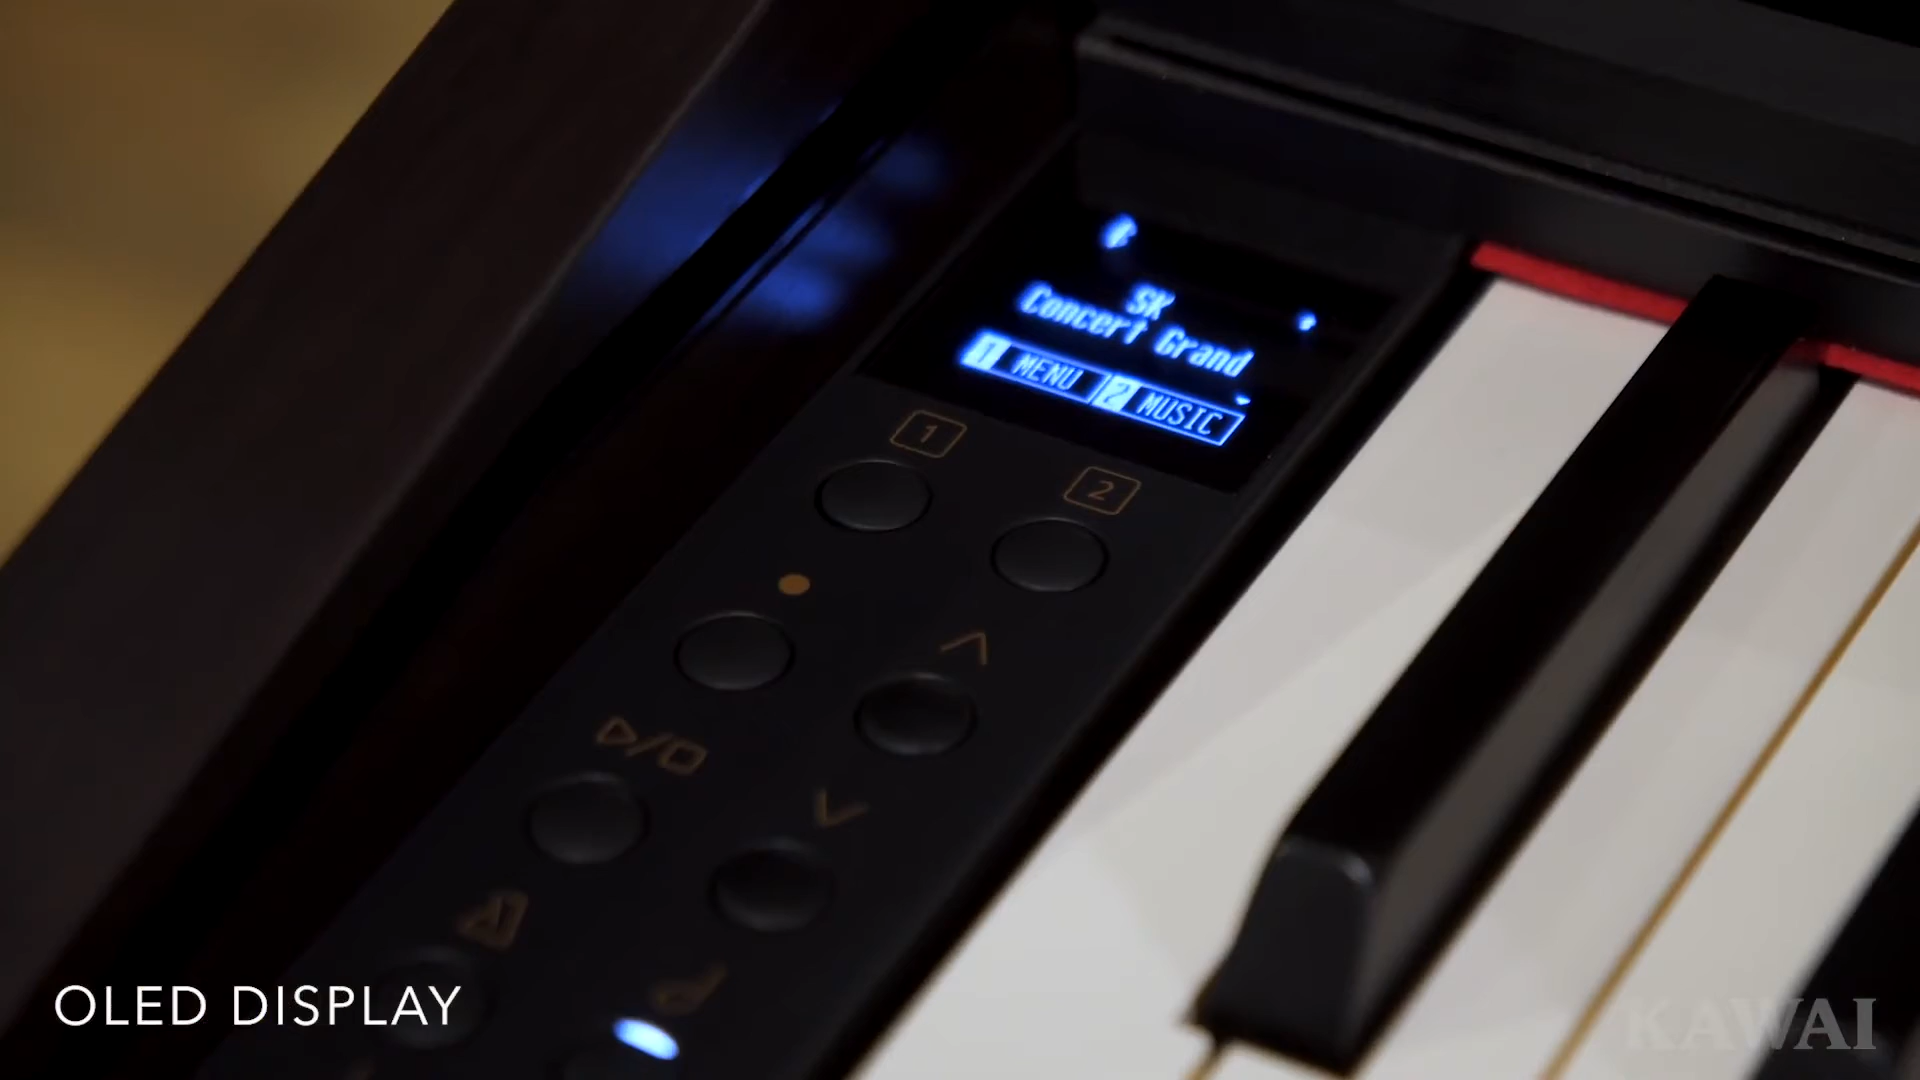 SK
Concert Grand
1 MENU 2 MUSIC
1
2
OLED DISPLAY
KAWAI